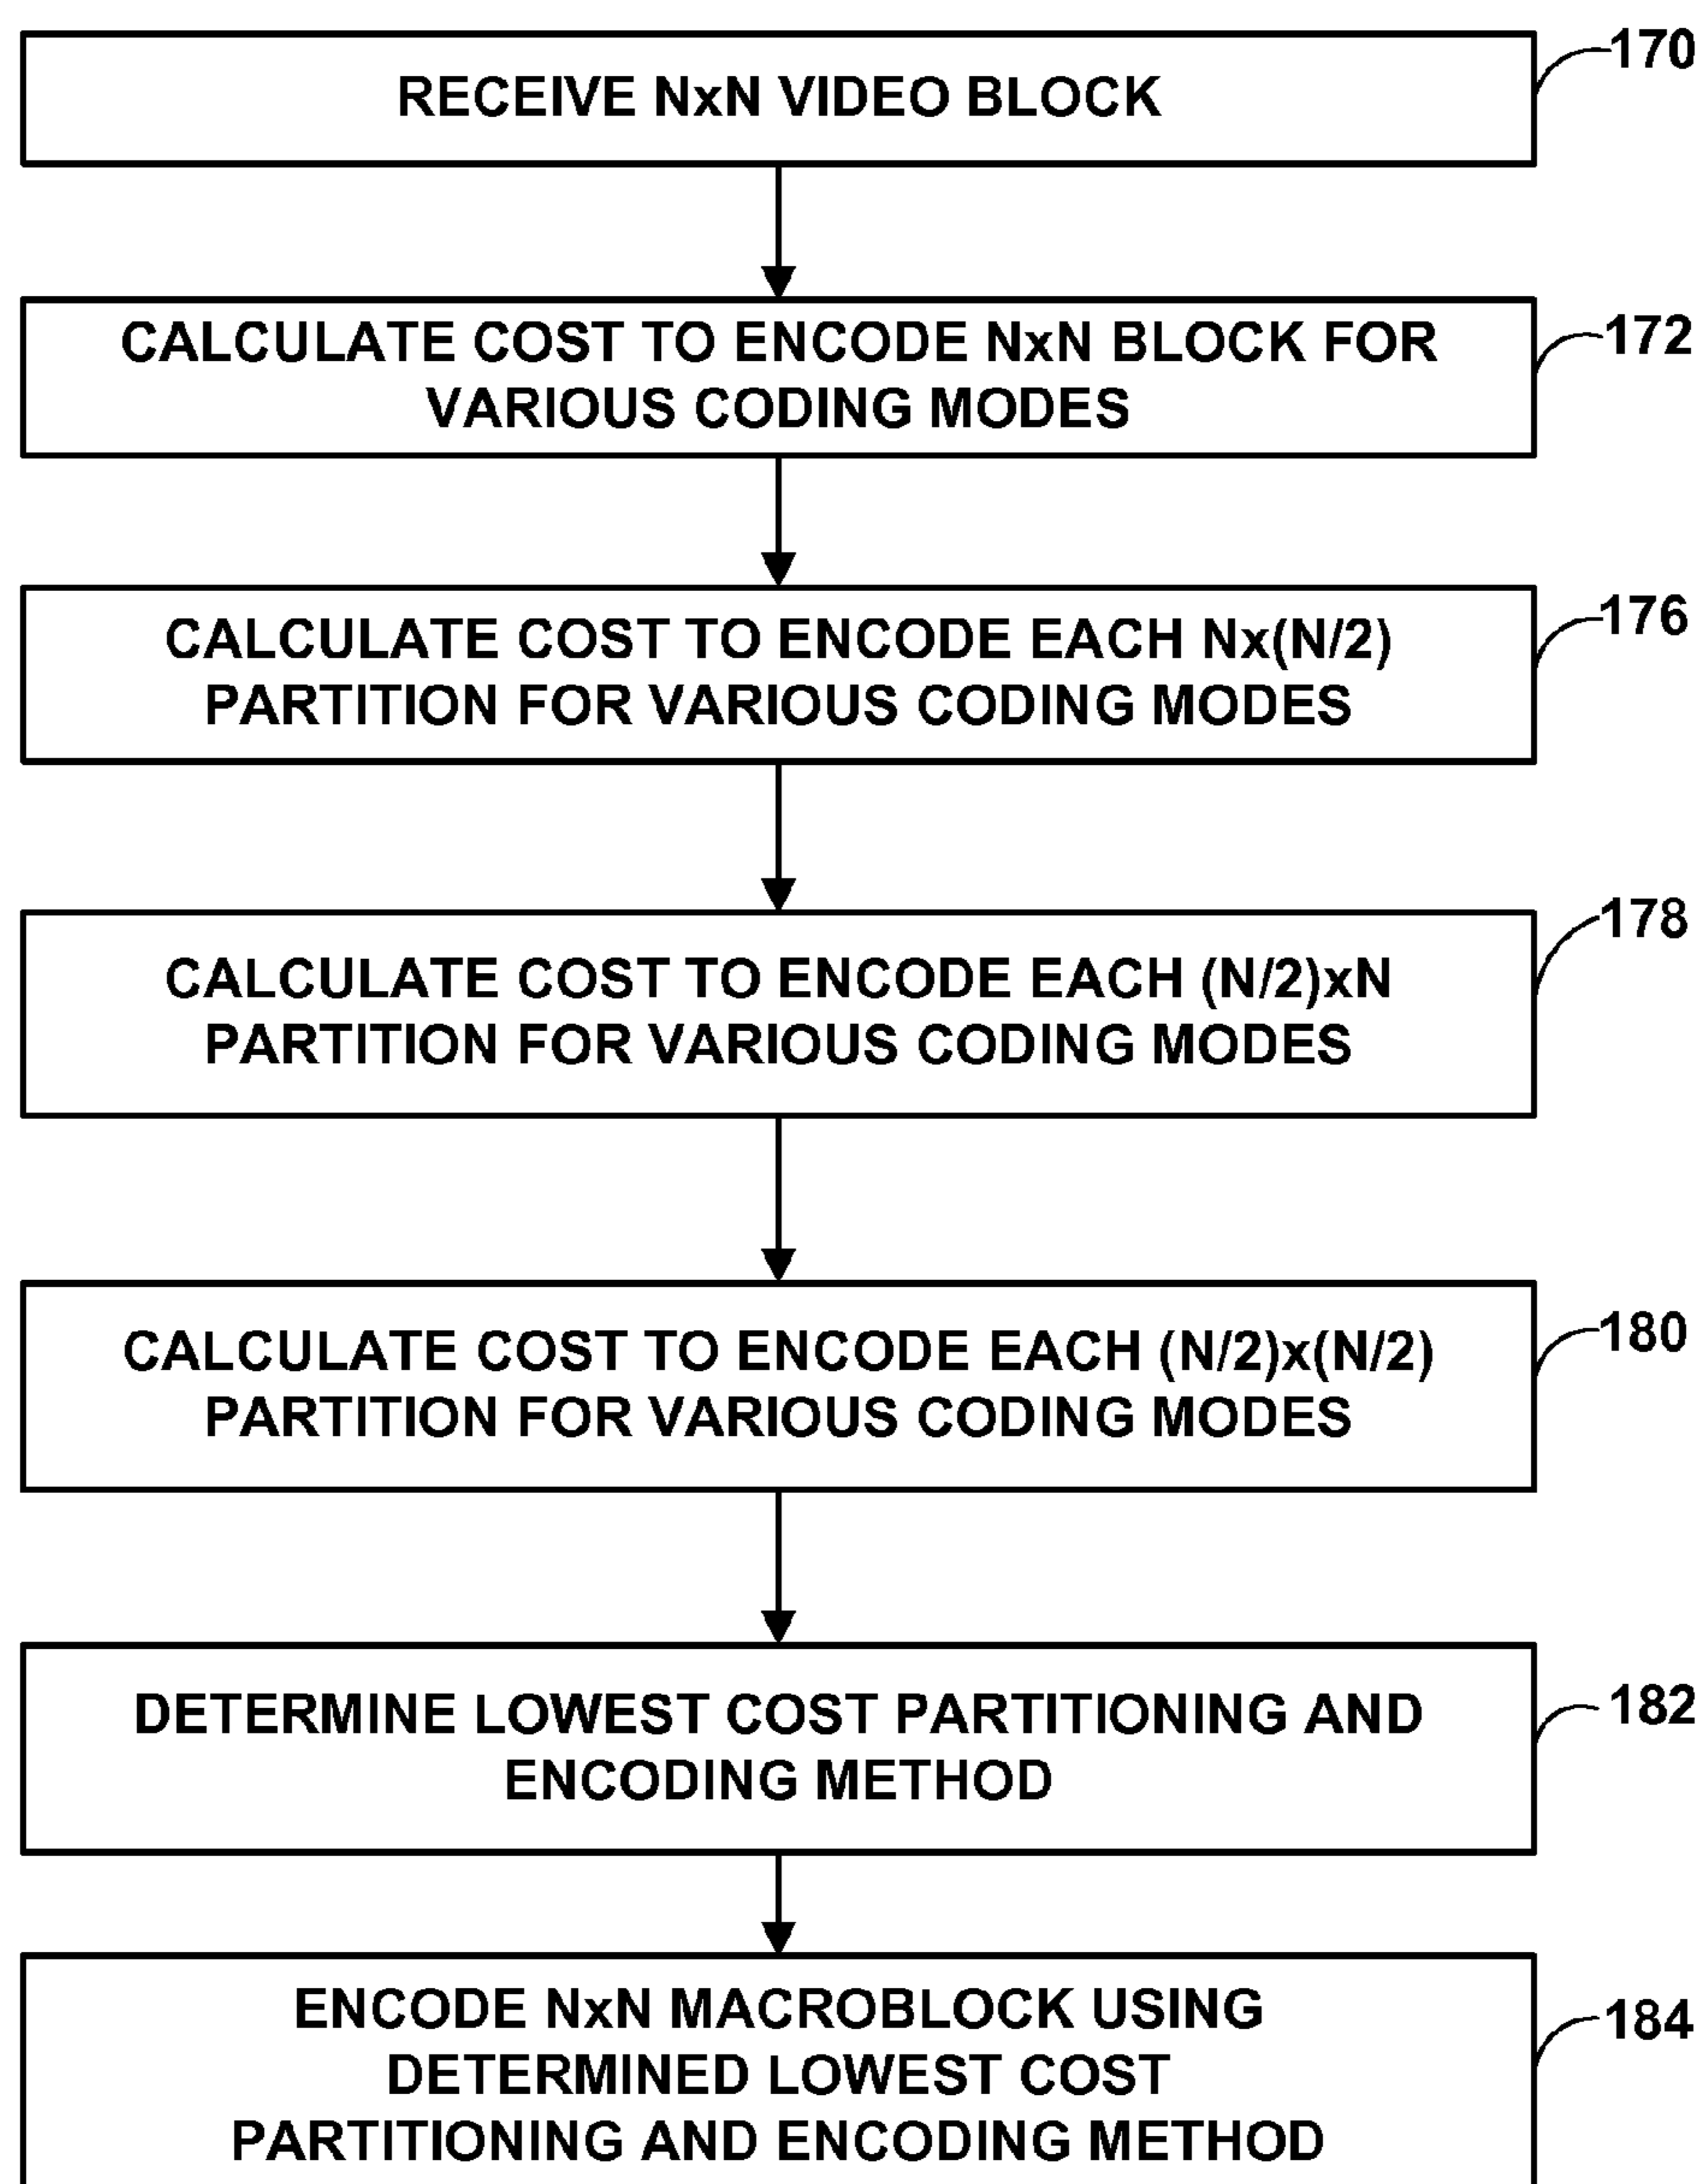 170
RECEIVE NxN VIDEO BLOCK
172
CALCULATE COST TO ENCODE NxN BLOCK FOR
VARIOUS CODING MODES
176
CALCULATE COST TO ENCODE EACH Nx(N/2)
PARTITION FOR VARIOUS CODING MODES
178
CALCULATE COST TO ENCODE EACH (N/2)xN
PARTITION FOR VARIOUS CODING MODES
180
CALCULATE COST TO ENCODE EACH (N/2)x(N/2)
PARTITION FOR VARIOUS CODING MODES
182
DETERMINE LOWEST COST PARTITIONING AND
ENCODING METHOD
184
ENCODE NxN MACROBLOCK USING
DETERMINED LOWEST COST
PARTITIONING AND ENCODING METHOD